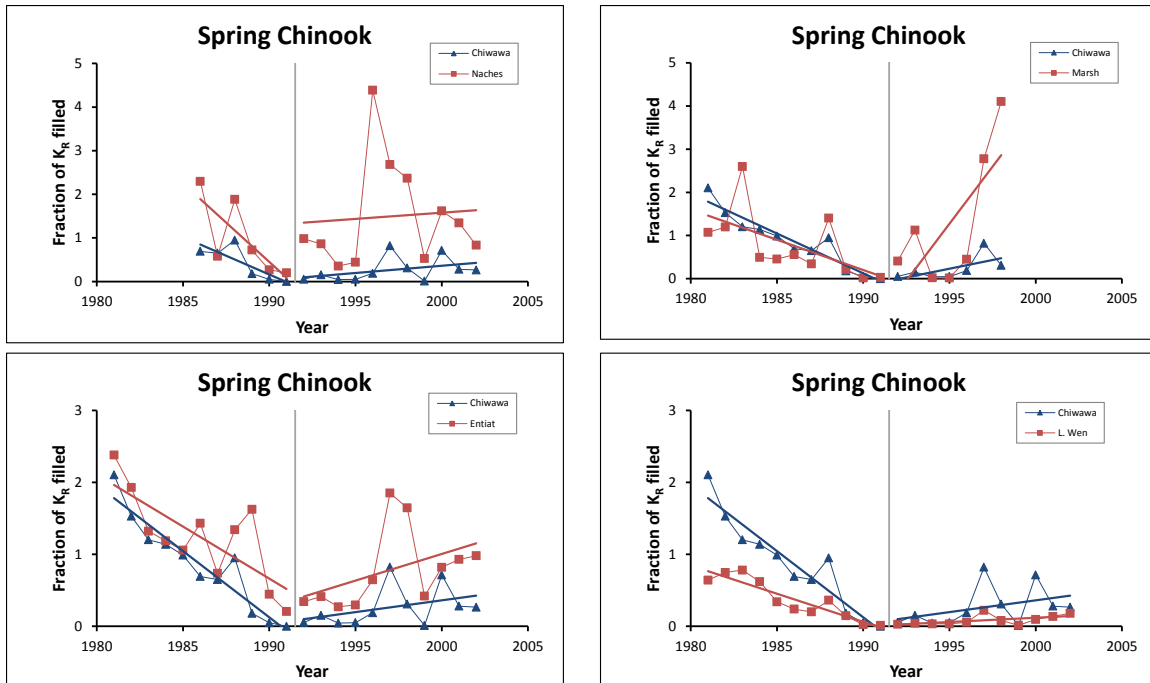 Spring Chinook
Chiwawa
Naches
Fraction of K_R filled
5
4
3
2
1
0
1980 1985 1990 1995 2000 2005
Year
Spring Chinook
Chiwawa
Marsh
Fraction of K_R filled
5
4
3
2
1
0
1980 1985 1990 1995 2000 2005
Year
Spring Chinook
Chiwawa
Entiat
Fraction of K_R filled
3
2
1
0
1980 1985 1990 1995 2000 2005
Year
Spring Chinook
Chiwawa
L. Wen
Fraction of K_R filled
3
2
1
0
1980 1985 1990 1995 2000 2005
Year